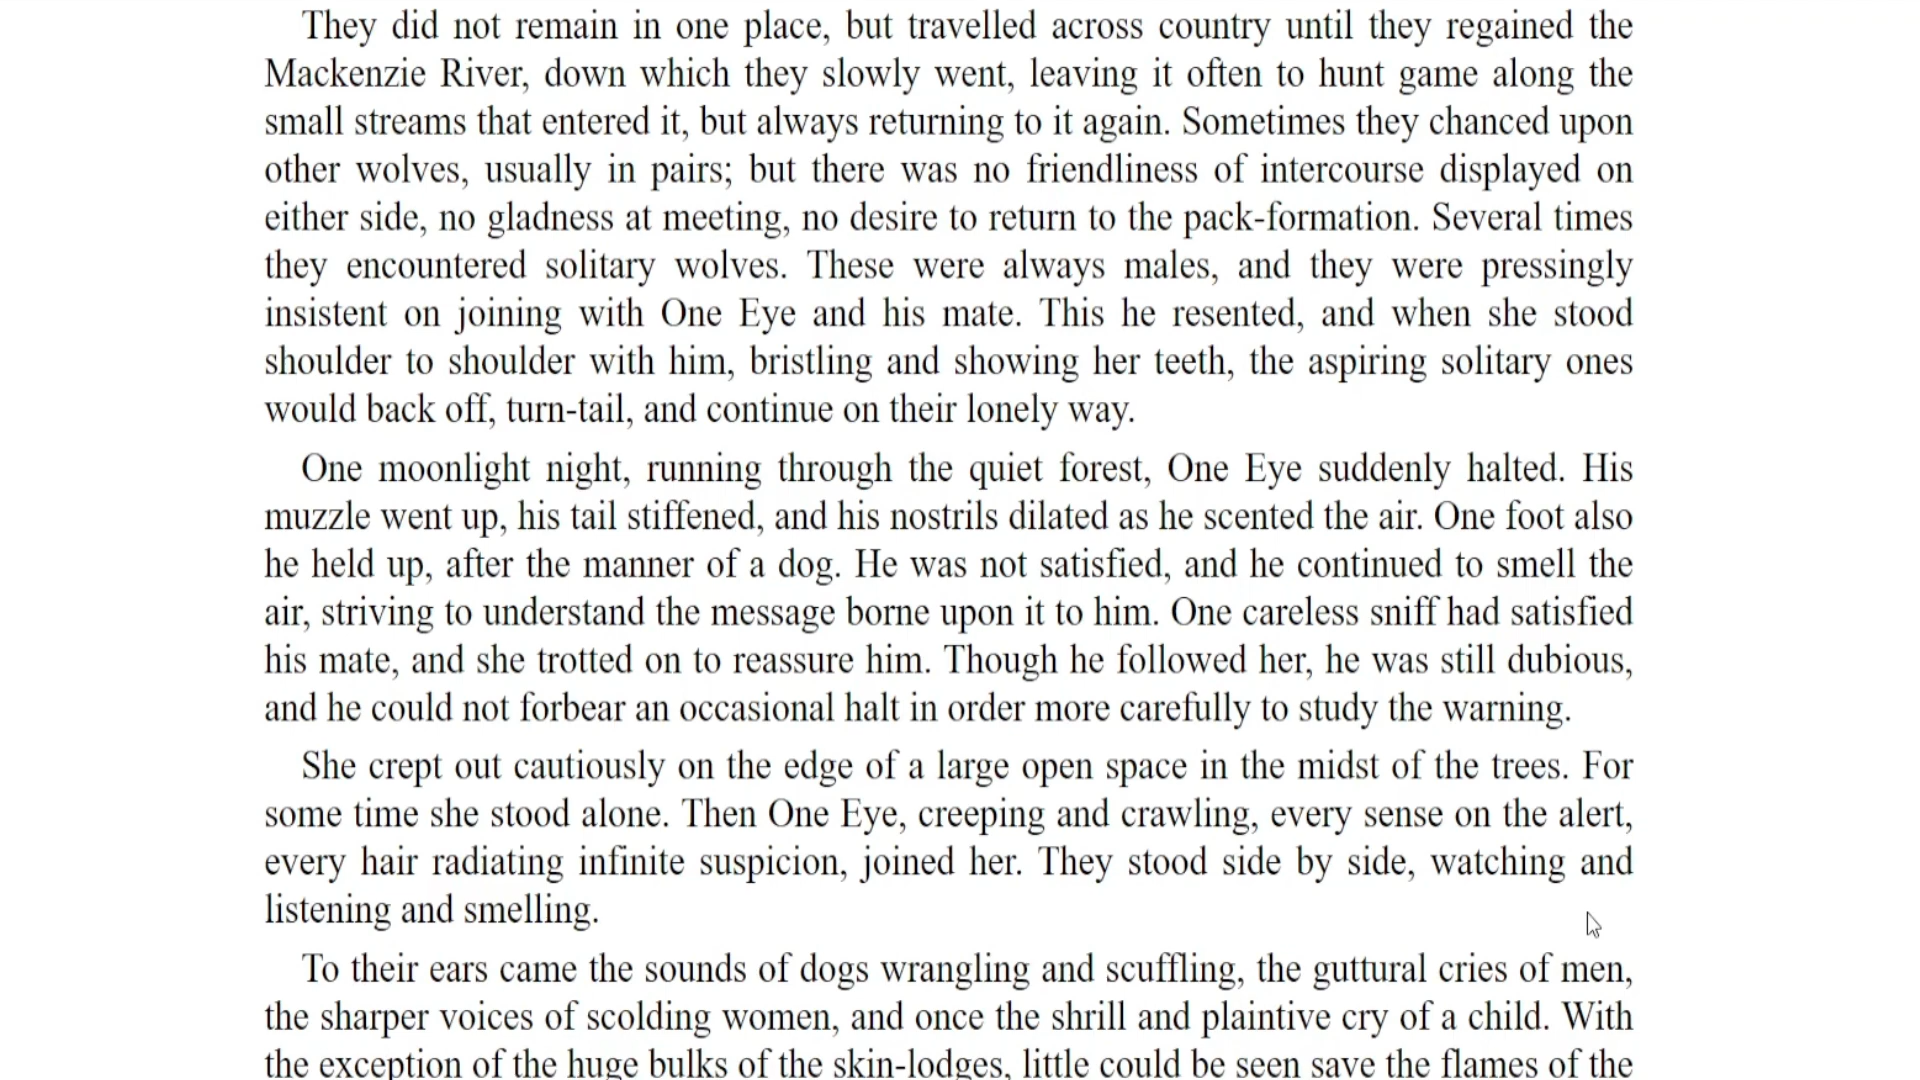 They did not remain in one place, but travelled across country until they regained the
Mackenzie River, down which they slowly went, leaving it often to hunt game along the
small streams that entered it, but always returning to it again. Sometimes they chanced upon
other wolves, usually in pairs; but there was no friendliness of intercourse displayed on
either side, no gladness at meeting, no desire to return to the pack-formation. Several times
they encountered solitary wolves. These were always males, and they were pressingly
insistent on joining with One Eye and his mate. This he resented, and when she stood
shoulder to shoulder with him, bristling and showing her teeth, the aspiring solitary ones
would back off, turn-tail, and continue on their lonely way.
One moonlight night, running through the quiet forest, One Eye suddenly halted. His
muzzle went up, his tail stiffened, and his nostrils dilated as he scented the air. One foot also
he held up, after the manner of a dog. He was not satisfied, and he continued to smell the
air, striving to understand the message borne upon it to him. One careless sniff had satisfied
his mate, and she trotted on to reassure him. Though he followed her, he was still dubious,
and he could not forbear an occasional halt in order more carefully to study the warning.
She crept out cautiously on the edge of a large open space in the midst of the trees. For
some time she stood alone. Then One Eye, creeping and crawling, every sense on the alert,
every hair radiating infinite suspicion, joined her. They stood side by side, watching and
listening and smelling.
To their ears came the sounds of dogs wrangling and scuffling, the guttural cries of men,
the sharper voices of scolding women, and once the shrill and plaintive cry of a child. With
the exception of the huge bulks of the skin-lodges, little could be seen save the flames of the